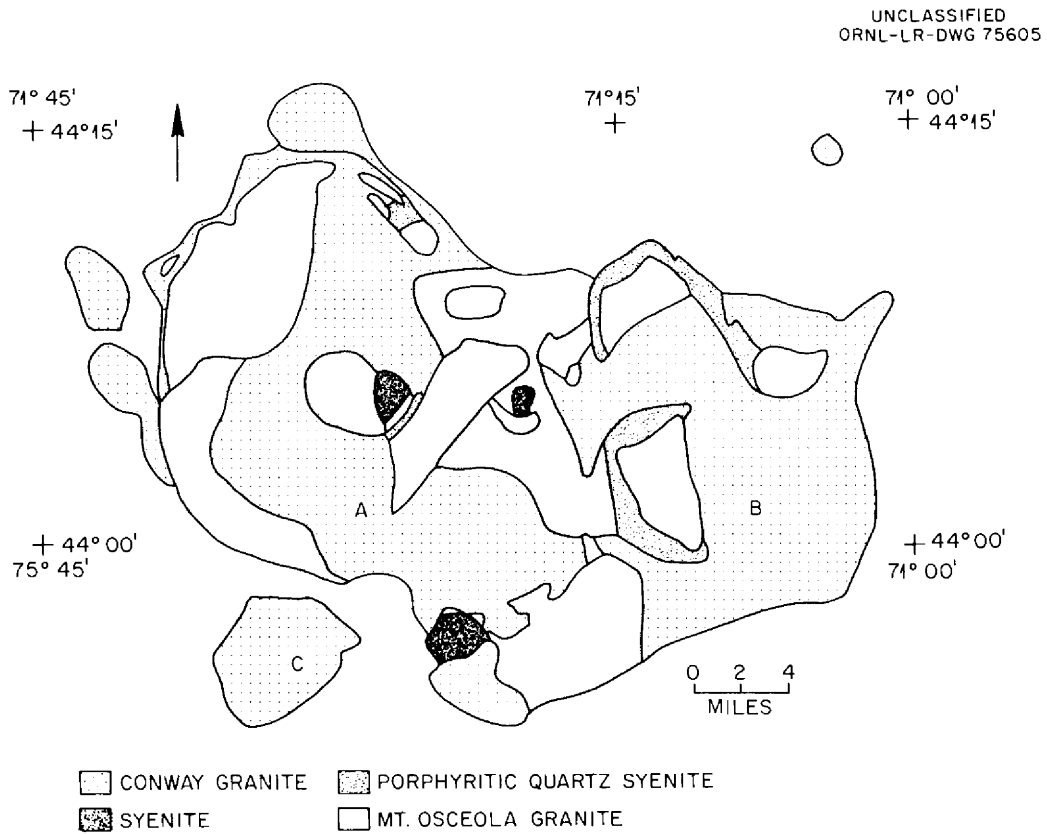 UNCLASSIFIED
ORNL-LR-DWG 75605
71° 45'
44°15'
71°15'
71° 00'
44°15'
A
B
44°00'
75° 45'
44°00'
71° 00'
C
0 2 4
MILES
CONWAY GRANITE
PORPHYRITIC QUARTZ SYENITE
SYENITE
MT. OSCEOLA GRANITE